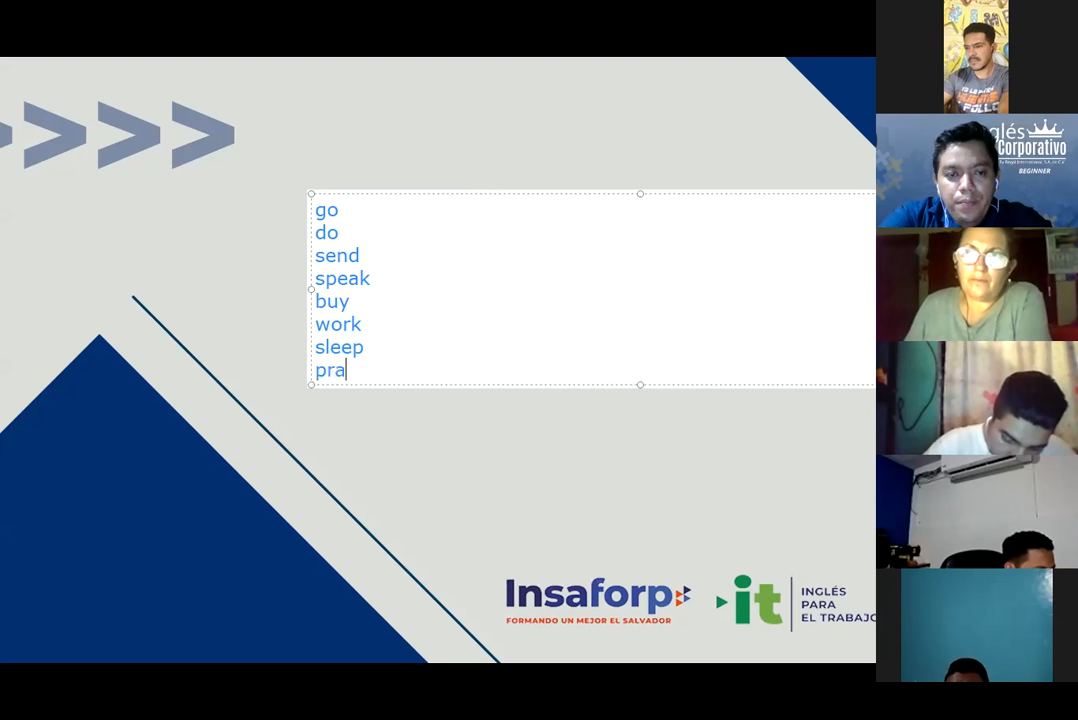 >>>>
go
do
send
speak
buy
work
sleep
pra
Insaforp
FORMANDO UN MEJOR EL SALVADOR
it
INGLÉS
PARA
EL TRABAJO
glés
Corporativo
BEGINNER